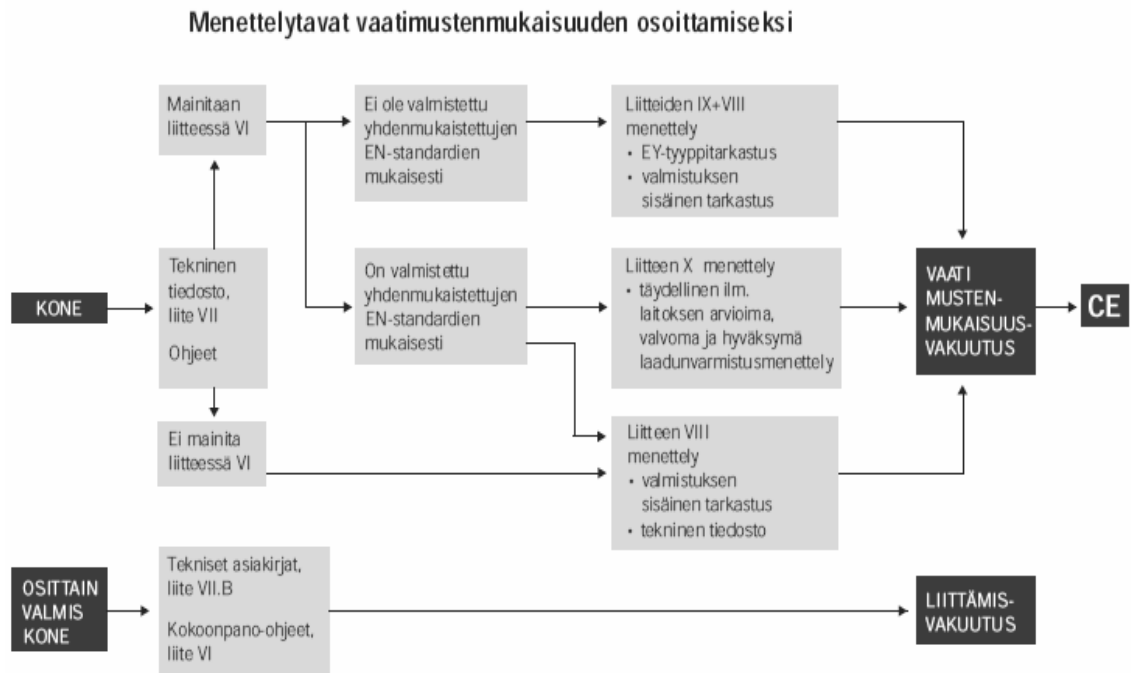 Menettelytavat vaatimustenmukaisuuden osoittamiseksi
Mainitaan
liitteessä VI
Ei ole valmistettu
yhdenmukaistettujen
EN-standardien
mukaisesti
Liitteiden IX+VIII
menettely
• EY-tyyppitarkastus
• valmistuksen
sisäinen tarkastus
KONE
Tekninen
tiedosto,
liite VII
Ohjeet
On valmistettu
yhdenmukaistettujen
EN-standardien
mukaisesti
Liitteen X menettely
• täydellinen ilm.
laitoksen arvioima,
valvoma ja hyväksymä
laadunvarmistusmenettely
VAATI
MUSTEN-
MUKAISUUS-
VAKUUTUS
CE
Ei mainita
liitteessä VI
Liitteen VIII
menettely
• valmistuksen
sisäinen tarkastus
• tekninen tiedosto
OSITTAIN
VALMIS
KONE
Tekniset asiakirjat,
liite VII.B
Kokoonpano-ohjeet,
liite VI
LIITTÄMIS-
VAKUUTUS